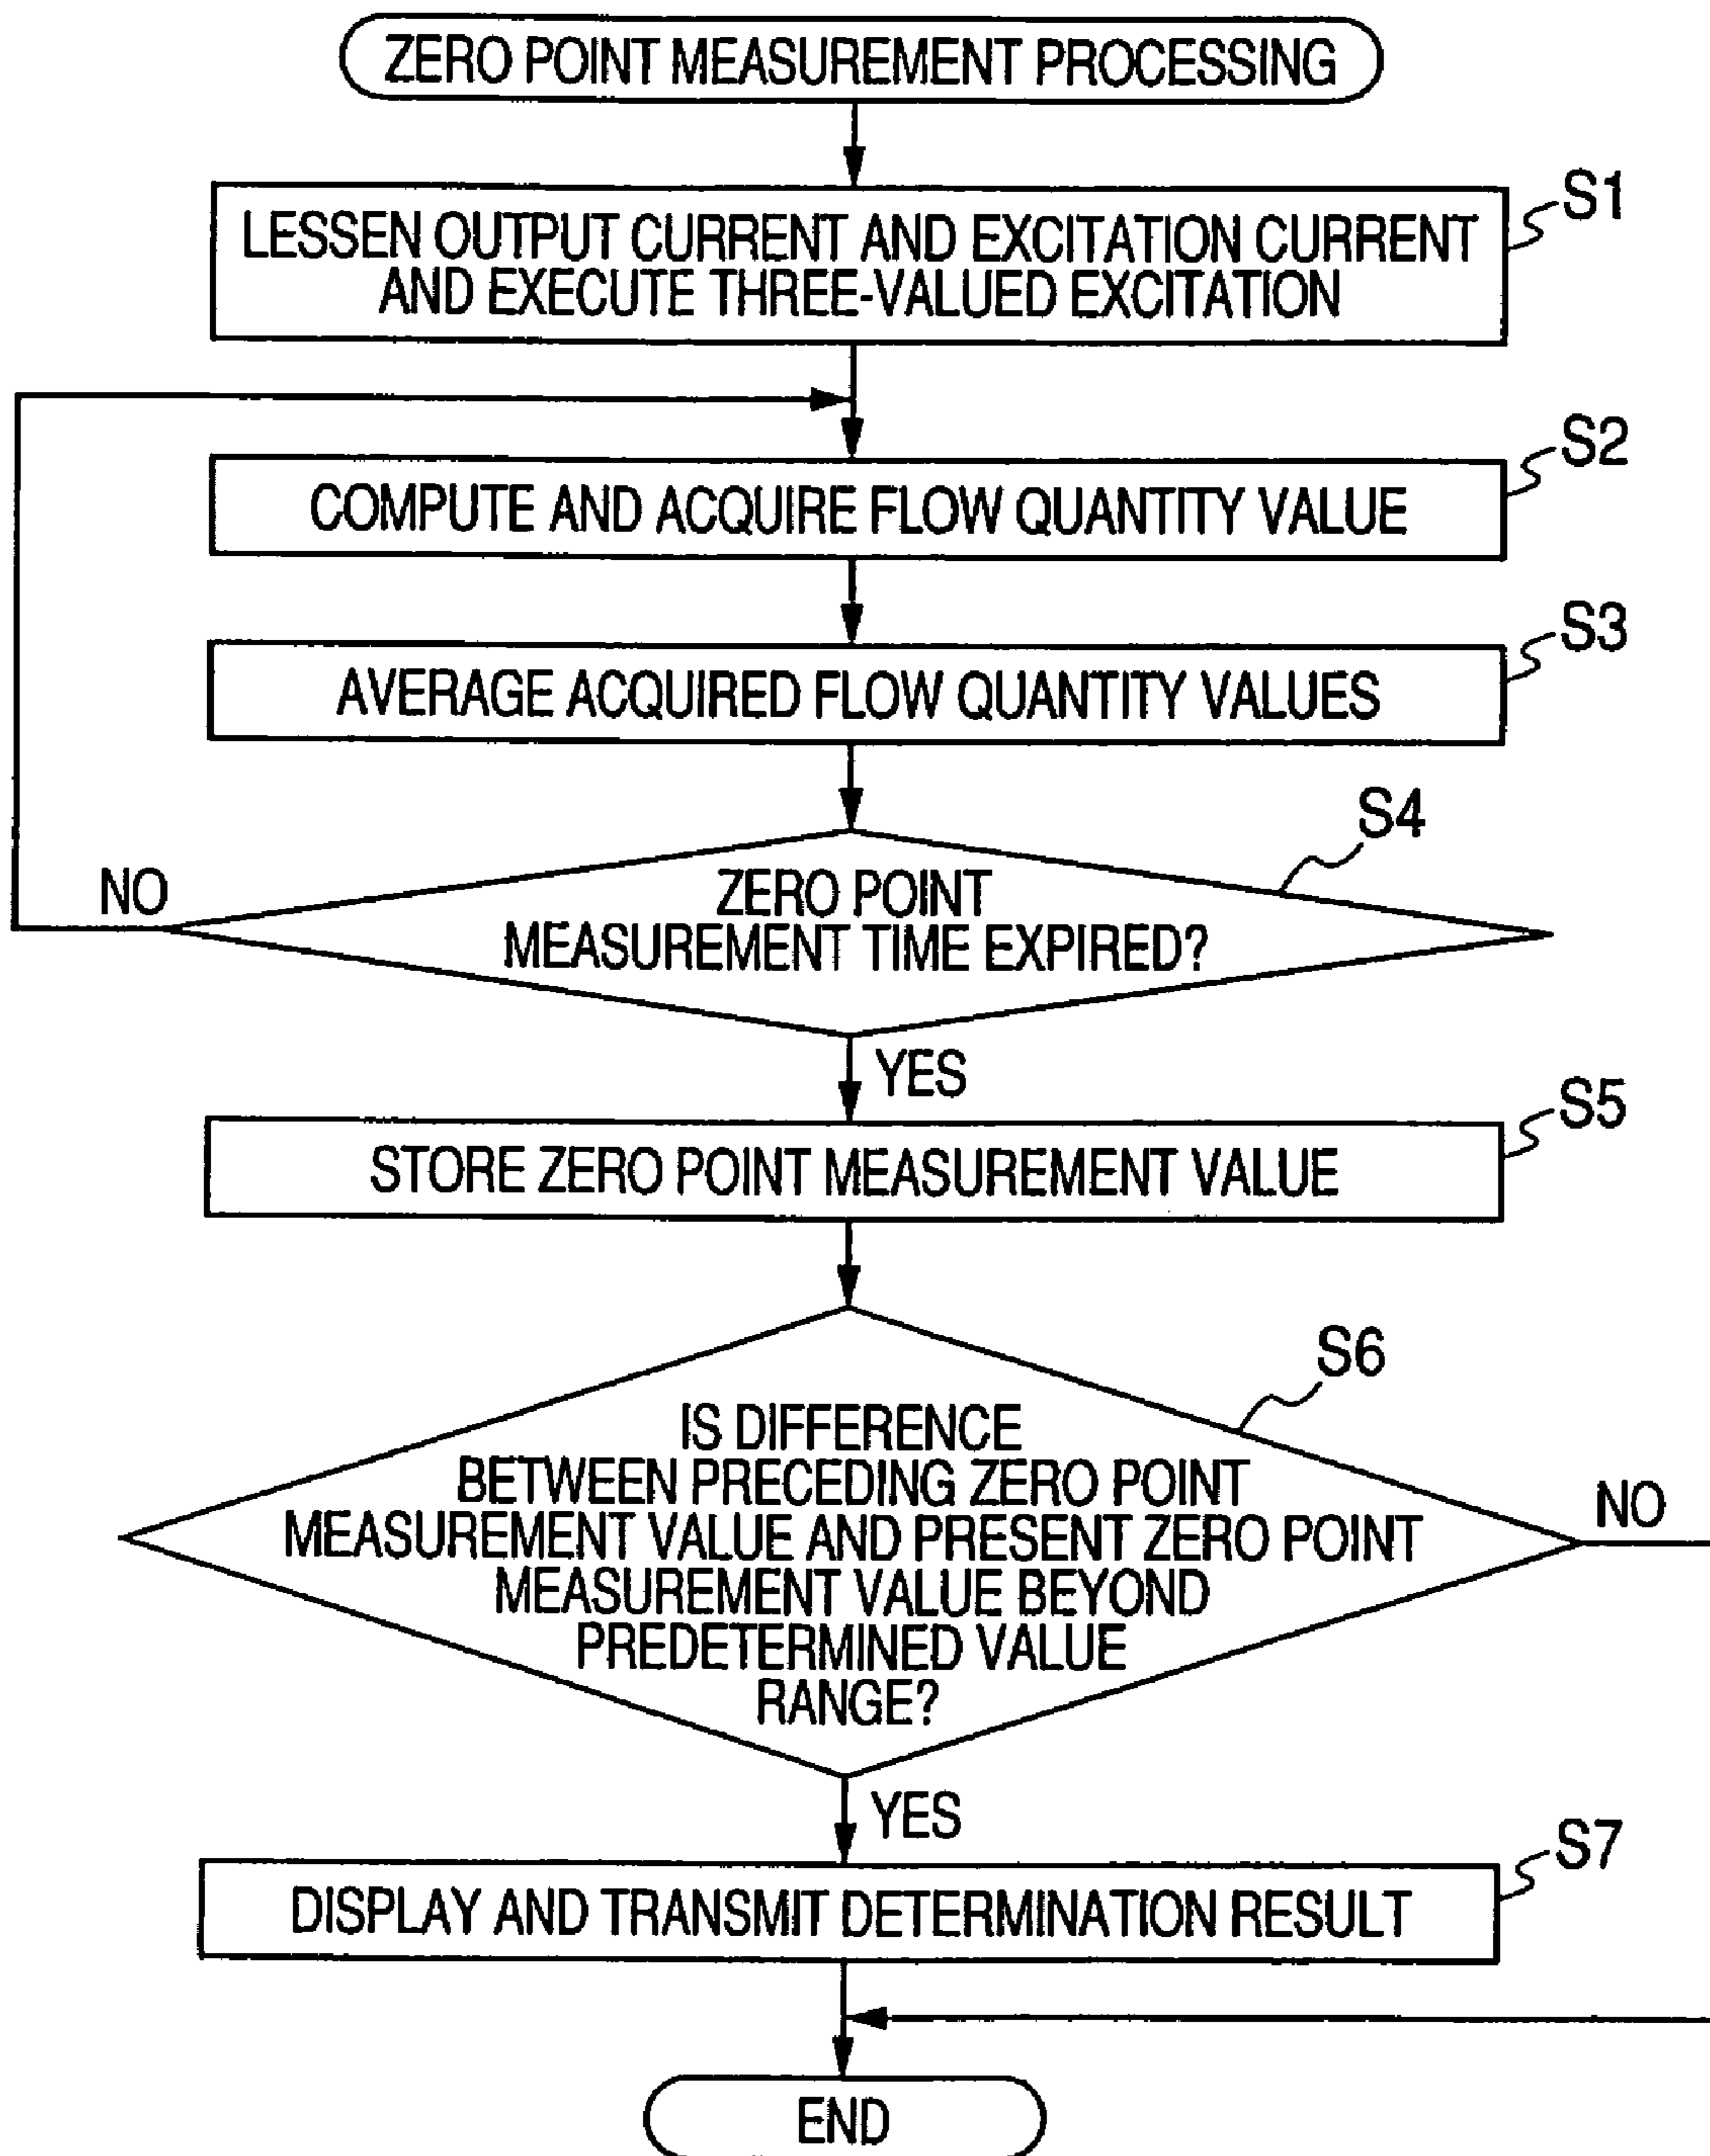 ZERO POINT MEASUREMENT PROCESSING
S1
LESSEN OUTPUT CURRENT AND EXCITATION CURRENT
AND EXECUTE THREE-VALUED EXCITATION
S2
COMPUTE AND ACQUIRE FLOW QUANTITY VALUE
S3
AVERAGE ACQUIRED FLOW QUANTITY VALUES
S4
NO
ZERO POINT
MEASUREMENT TIME EXPIRED?
YES
S5
STORE ZERO POINT MEASUREMENT VALUE
S6
IS DIFFERENCE
BETWEEN PRECEDING ZERO POINT
MEASUREMENT VALUE AND PRESENT ZERO POINT
MEASUREMENT VALUE BEYOND
PREDETERMINED VALUE
RANGE?
NO
YES
S7
DISPLAY AND TRANSMIT DETERMINATION RESULT
END